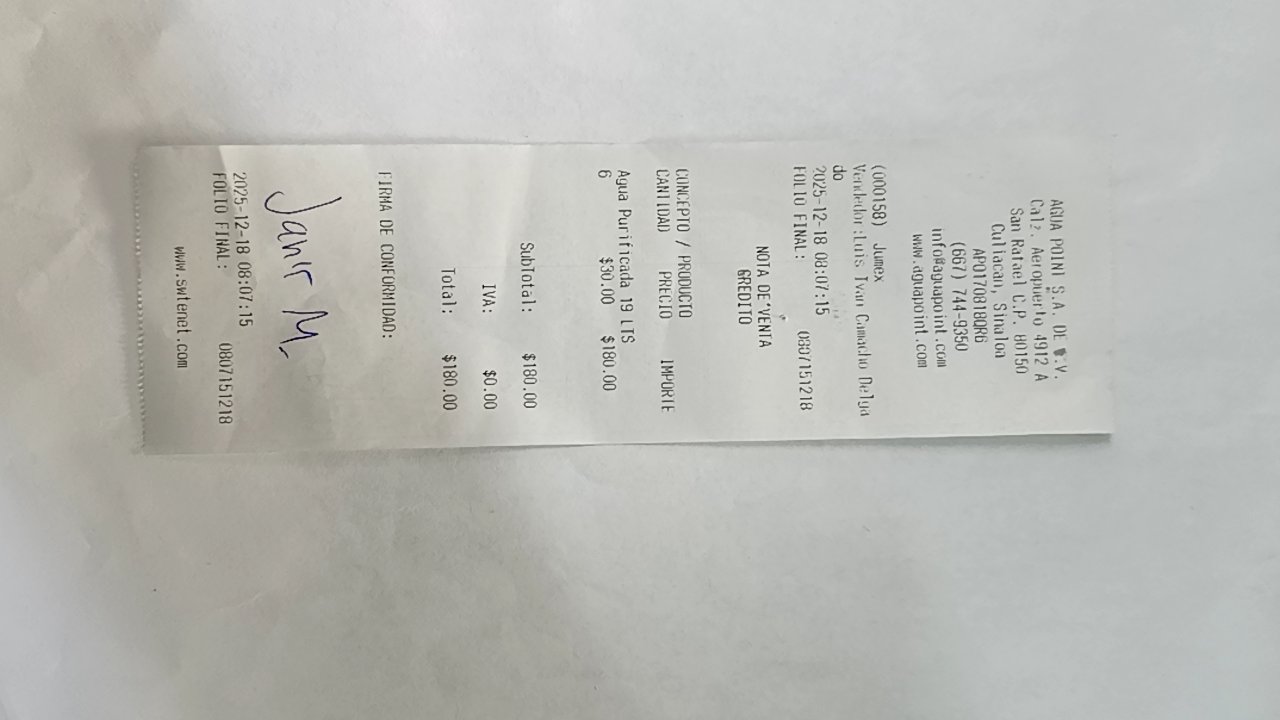 AGUA POINT S.A. DE C.V.
Calz. Aeropuerto 4912 A
San Rafael C.P. 80150
Culiacan, Sinaloa
APO170818QR6
(667) 744-9350
info@aguapoint.com
www.aguapoint.com
(000158) Jumex
Vendedor:Luis Ivan Camacho Delga
do
2025-12-18 08:07:15
FOLIO FINAL: 0807151218
NOTA DE VENTA
CREDITO
CONCEPTO / PRODUCTO
CANTIDAD PRECIO IMPORTE
Agua Purificada 19 LTS
6 $30.00 $180.00
SubTotal: $180.00
IVA: $0.00
Total: $180.00
FIRMA DE CONFORMIDAD:
Janir M.
2025-12-18 08:07:15
FOLIO FINAL: 0807151218
www.swtenet.com